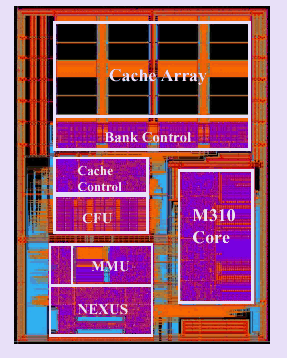 Cache Array
Bank Control
Cache
Control
CFU
M310
Core
MMU
NEXUS